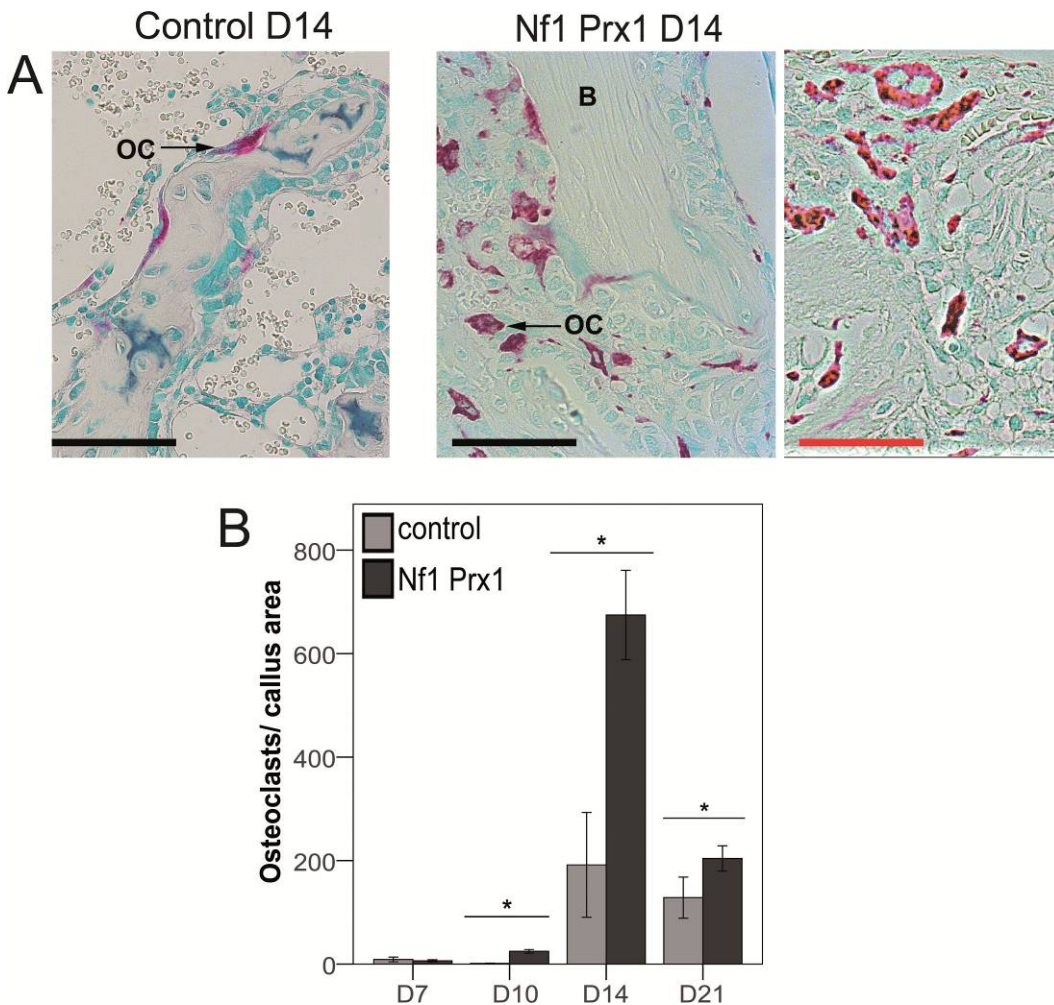 Control D14
Nf1 Prx1 D14
A
OC
B
OC
B
control
Nf1 Prx1
Osteoclasts/ callus area
800
600
400
200
0
*
*
*
D7
D10
D14
D21